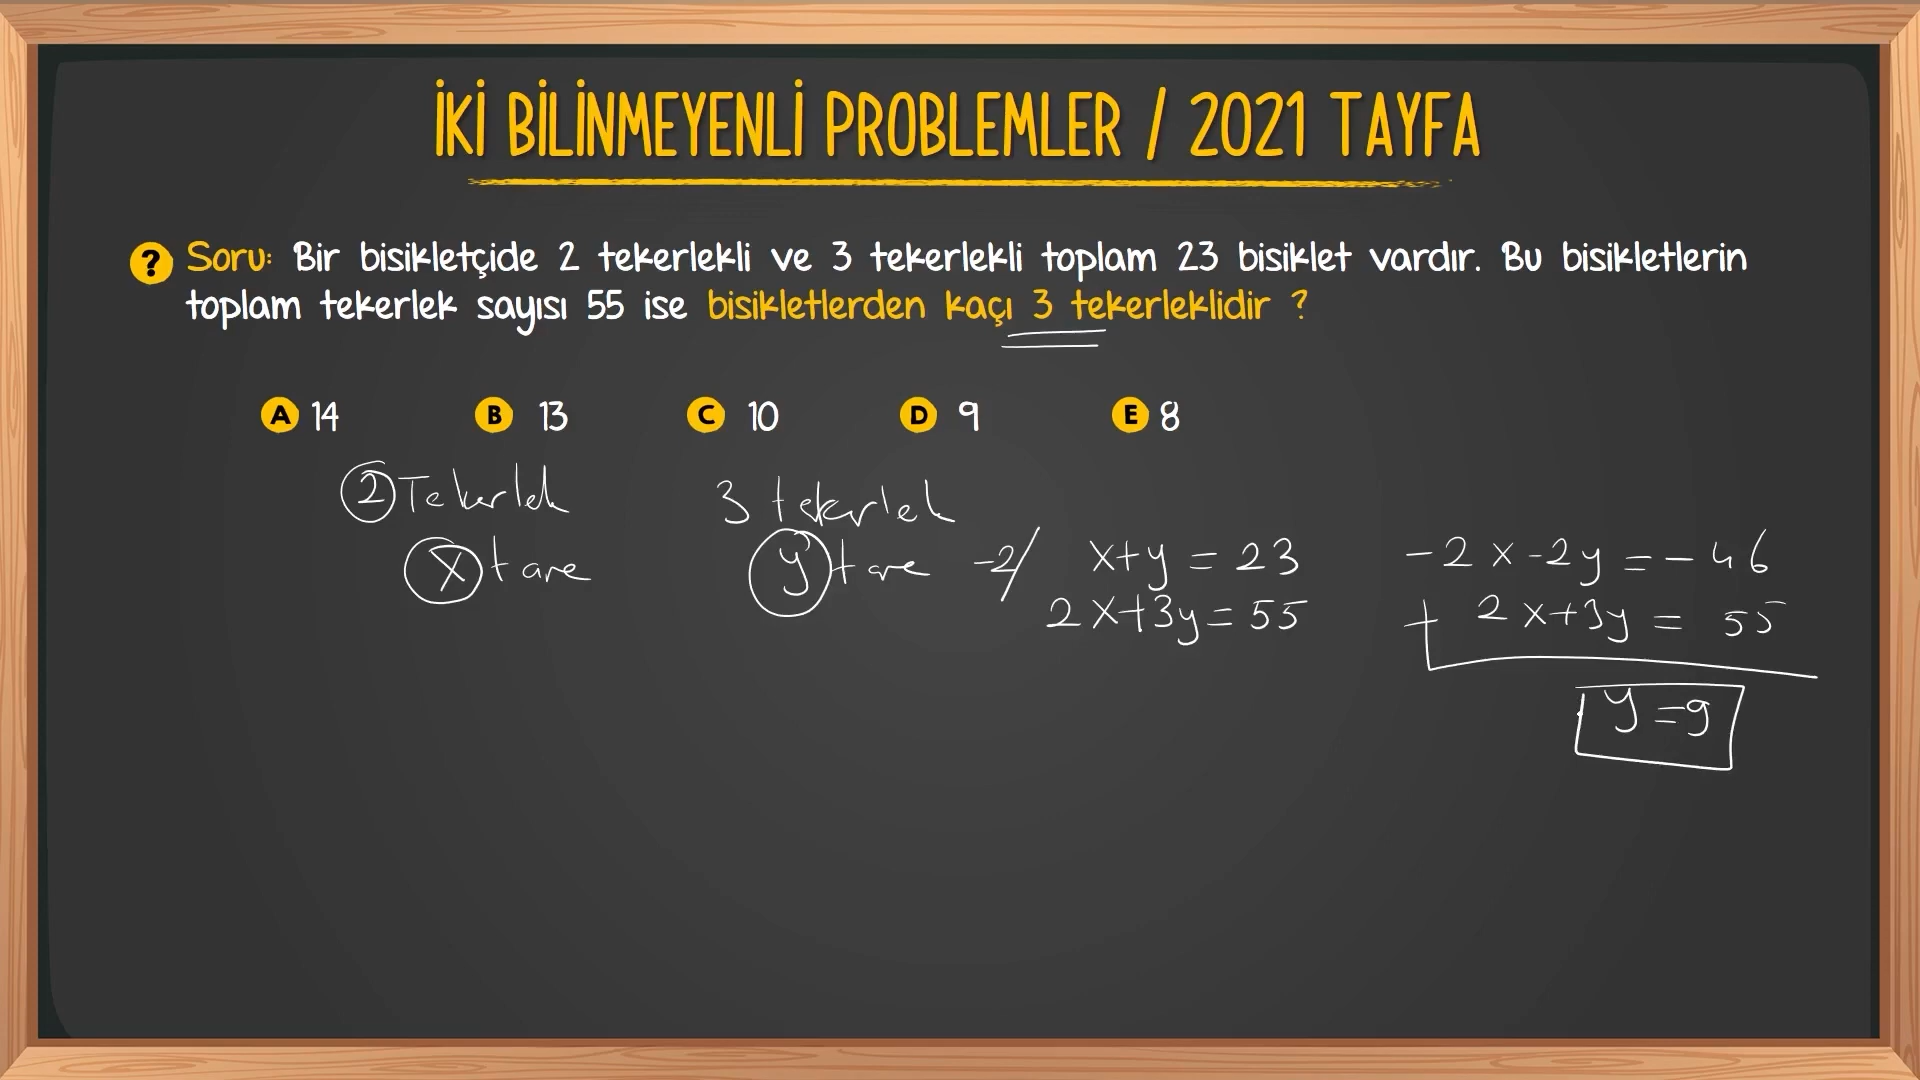 İKİ BİLİNMEYENLİ PROBLEMLER / 2021 TAYFA
? Soru: Bir bisikletçide 2 tekerlekli ve 3 tekerlekli toplam 23 bisiklet vardır. Bu bisikletlerin
toplam tekerlek sayısı 55 ise bisikletlerden kaçı 3 tekerleklidir ?
A 14 B 13 C 10 D 9 E 8
2 Tekerlek 3 tekerlek
x tane y tane
-2/ x+y = 23
2x+3y = 55
-2x-2y = -46
+ 2x+3y = 55
y = 9